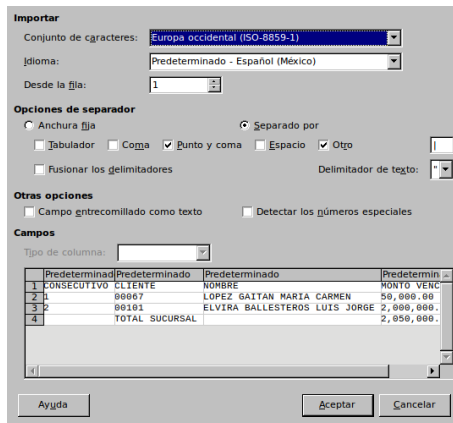 Importar
Conjunto de caracteres: Europa occidental (ISO-8859-1)
Idioma: Predeterminado - Español (México)
Desde la fila: 1
Opciones de separador
Anchura fija Separado por
Tabulador Coma Punto y coma Espacio Otro |
Fusionar los delimitadores Delimitador de texto: "
Otras opciones
Campo entrecomillado como texto Detectar los números especiales
Campos
Tipo de columna:
Predeterminad Predeterminado Predeterminado Predetermin
1 CONSECUTIVO CLIENTE NOMBRE MONTO VENC
2 1 00067 LOPEZ GAITAN MARIA CARMEN 50,000.00
3 2 00101 ELVIRA BALLESTEROS LUIS JORGE 2,000,000.
4 TOTAL SUCURSAL 2,050,000.
Ayuda Aceptar Cancelar